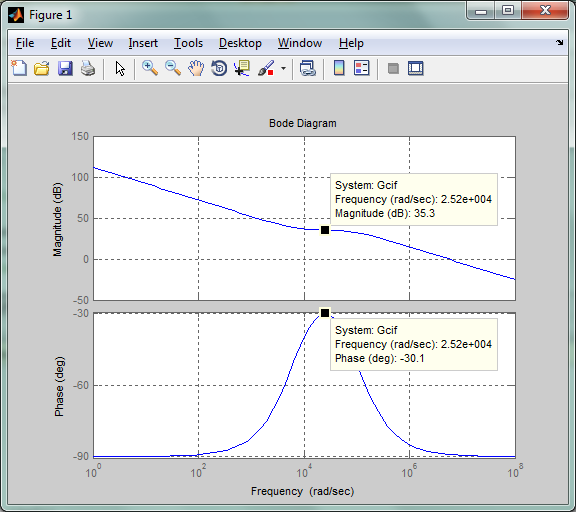 Figure 1
File Edit View Insert Tools Desktop Window Help
Bode Diagram
150
100
50
0
-50
Magnitude (dB)
System: Gcif
Frequency (rad/sec): 2.52e+004
Magnitude (dB): 35.3
-30
-60
-90
Phase (deg)
System: Gcif
Frequency (rad/sec): 2.52e+004
Phase (deg): -30.1
10^0 10^2 10^4 10^6 10^8
Frequency (rad/sec)